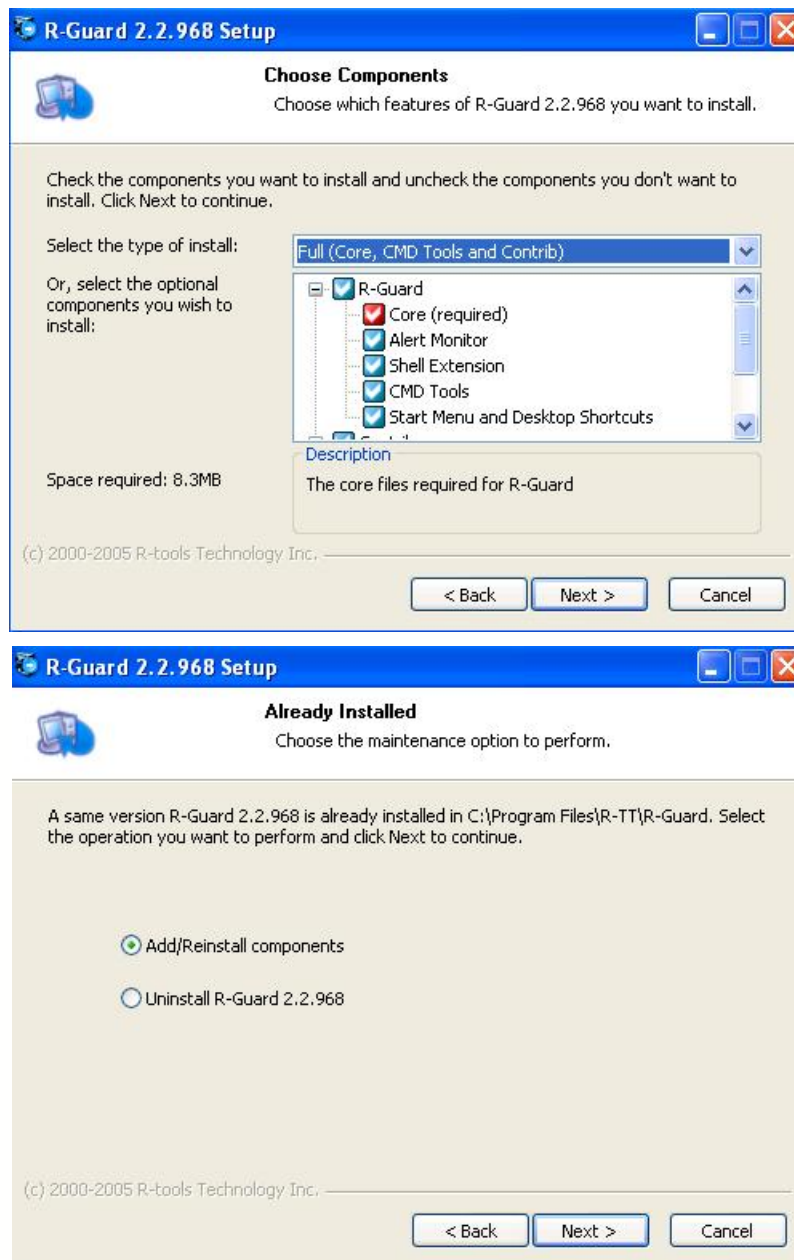 R-Guard 2.2.968 Setup
Choose Components
Choose which features of R-Guard 2.2.968 you want to install.
Check the components you want to install and uncheck the components you don't want to
install. Click Next to continue.
Select the type of install:
Full (Core, CMD Tools and Contrib)
Or, select the optional
components you wish to
install:
R-Guard
Core (required)
Alert Monitor
Shell Extension
CMD Tools
Start Menu and Desktop Shortcuts
Description
Space required: 8.3MB
The core files required for R-Guard
(c) 2000-2005 R-tools Technology Inc.
< Back Next > Cancel
R-Guard 2.2.968 Setup
Already Installed
Choose the maintenance option to perform.
A same version R-Guard 2.2.968 is already installed in C:\Program Files\R-TT\R-Guard. Select
the operation you want to perform and click Next to continue.
Add/Reinstall components
Uninstall R-Guard 2.2.968
(c) 2000-2005 R-tools Technology Inc.
< Back Next > Cancel